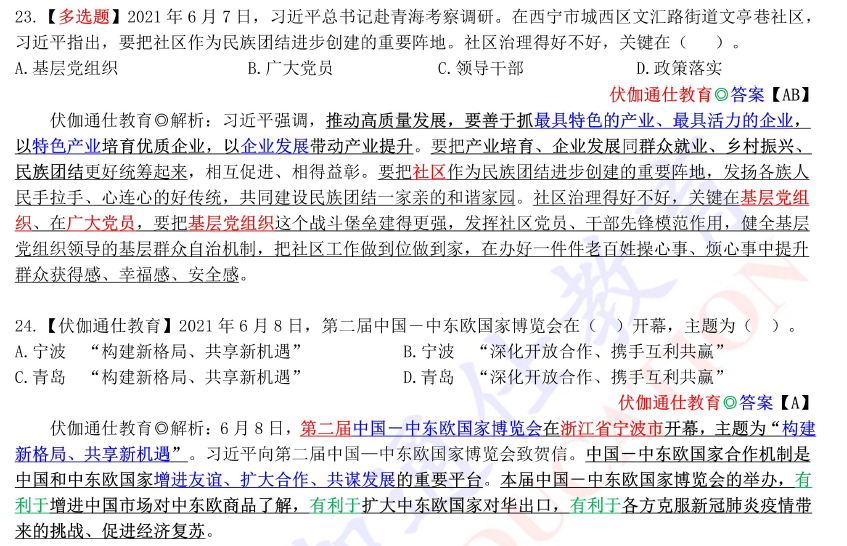 23.【多选题】2021 年 6 月 7 日，习近平总书记赴青海考察调研。在西宁市城西区文汇路街道文亭巷社区，
习近平指出，要把社区作为民族团结进步创建的重要阵地。社区治理得好不好，关键在（　　）。
A.基层党组织　　B.广大党员　　C.领导干部　　D.政策落实
伏伽通仕教育◎答案【AB】
伏伽通仕教育◎解析：习近平强调，推动高质量发展，要善于抓最具特色的产业、最具活力的企业，
以特色产业培育优质企业，以企业发展带动产业提升。要把产业培育、企业发展同群众就业、乡村振兴、
民族团结更好统筹起来，相互促进、相得益彰。要把社区作为民族团结进步创建的重要阵地，发扬各族人
民手拉手、心连心的好传统，共同建设民族团结一家亲的和谐家园。社区治理得好不好，关键在基层党组
织、在广大党员，要把基层党组织这个战斗堡垒建得更强，发挥社区党员、干部先锋模范作用，健全基层
党组织领导的基层群众自治机制，把社区工作做到位做到家，在办好一件件老百姓操心事、烦心事中提升
群众获得感、幸福感、安全感。
24.【伏伽通仕教育】2021 年 6 月 8 日，第二届中国－中东欧国家博览会在（　）开幕，主题为（　）。
A.宁波　“构建新格局、共享新机遇”　　B.宁波　“深化开放合作、携手互利共赢”
C.青岛　“构建新格局、共享新机遇”　　D.青岛　“深化开放合作、携手互利共赢”
伏伽通仕教育◎答案【A】
伏伽通仕教育◎解析：6 月 8 日，第二届中国－中东欧国家博览会在浙江省宁波市开幕，主题为“构建
新格局、共享新机遇”。习近平向第二届中国—中东欧国家博览会致贺信。中国－中东欧国家合作机制是
中国和中东欧国家增进友谊、扩大合作、共谋发展的重要平台。本届中国－中东欧国家博览会的举办，有
利于增进中国市场对中东欧商品了解，有利于扩大中东欧国家对华出口，有利于各方克服新冠肺炎疫情带
来的挑战、促进经济复苏。